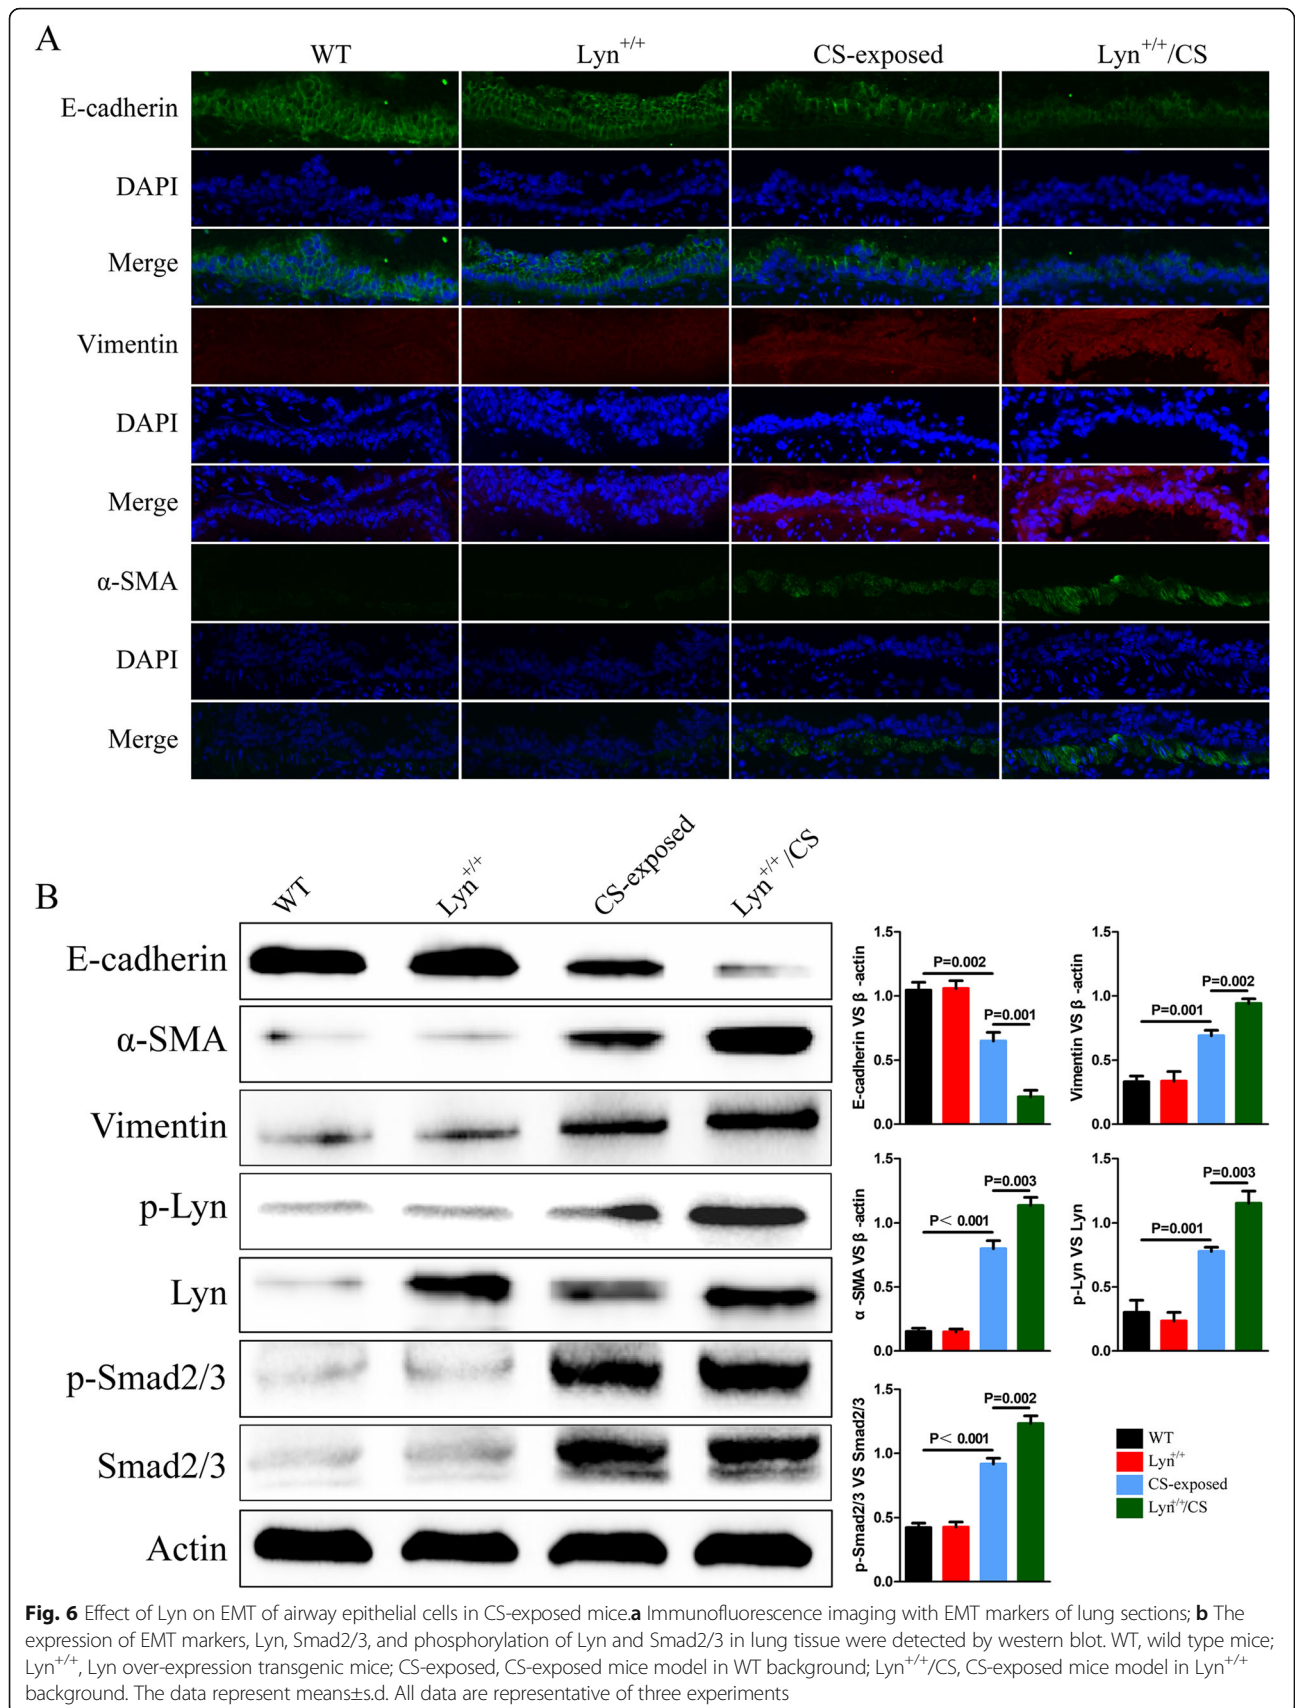 A
WT Lyn+/+ CS-exposed Lyn+/+/CS
E-cadherin
DAPI
Merge
Vimentin
DAPI
Merge
α-SMA
DAPI
Merge
B
WT Lyn+/+ CS-exposed Lyn+/+/CS
E-cadherin
α-SMA
Vimentin
p-Lyn
Lyn
p-Smad2/3
Smad2/3
Actin
E-cadherin VS β-actin
1.5
1.0
0.5
0.0
P=0.002
P=0.001
Vimentin VS β-actin
1.5
1.0
0.5
0.0
P=0.001
P=0.002
α-SMA VS β-actin
1.5
1.0
0.5
0.0
P< 0.001
P=0.003
p-Lyn VS Lyn
1.5
1.0
0.5
0.0
P=0.001
P=0.003
p-Smad2/3 VS Smad2/3
1.5
1.0
0.5
0.0
P< 0.001
P=0.002
WT
Lyn+/+
CS-exposed
Lyn+/+/CS
Fig. 6 Effect of Lyn on EMT of airway epithelial cells in CS-exposed mice.a Immunofluorescence imaging with EMT markers of lung sections; b The
expression of EMT markers, Lyn, Smad2/3, and phosphorylation of Lyn and Smad2/3 in lung tissue were detected by western blot. WT, wild type mice;
Lyn+/+, Lyn over-expression transgenic mice; CS-exposed, CS-exposed mice model in WT background; Lyn+/+/CS, CS-exposed mice model in Lyn+/+
background. The data represent means±s.d. All data are representative of three experiments